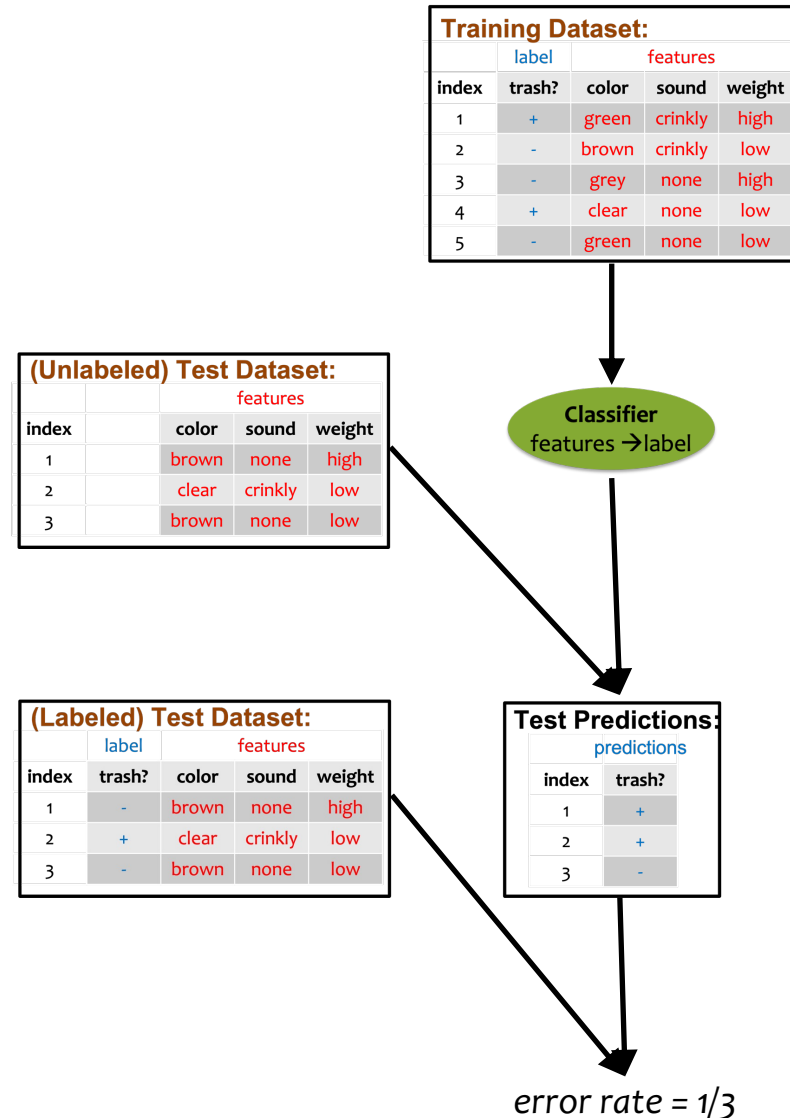 Training Dataset:
label features
index trash? color sound weight
1 + green crinkly high
2 - brown crinkly low
3 - grey none high
4 + clear none low
5 - green none low
(Unlabeled) Test Dataset:
features
index color sound weight
1 brown none high
2 clear crinkly low
3 brown none low
Classifier
features →label
(Labeled) Test Dataset:
label features
index trash? color sound weight
1 - brown none high
2 + clear crinkly low
3 - brown none low
Test Predictions:
predictions
index trash?
1 +
2 +
3 -
error rate = 1/3